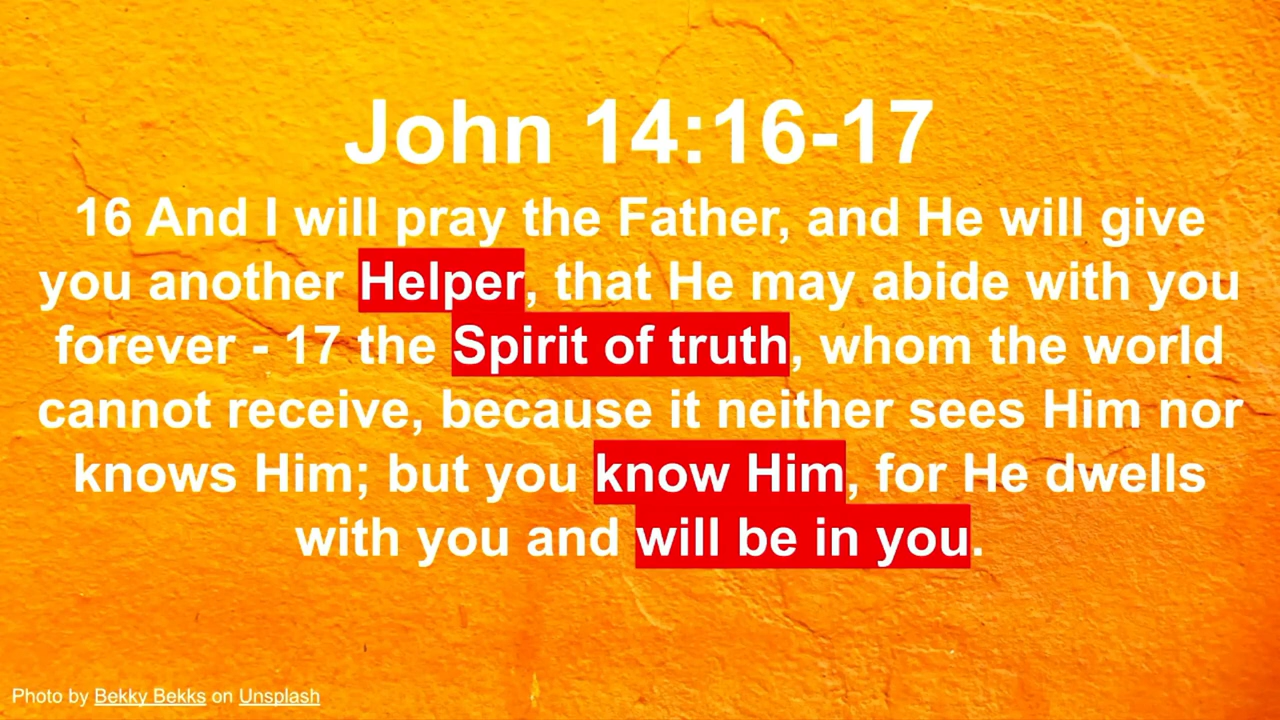 John 14:16-17
16 And I will pray the Father, and He will give
you another Helper, that He may abide with you
forever - 17 the Spirit of truth, whom the world
cannot receive, because it neither sees Him nor
knows Him; but you know Him, for He dwells
with you and will be in you.
Photo by Bekky Bekks on Unsplash